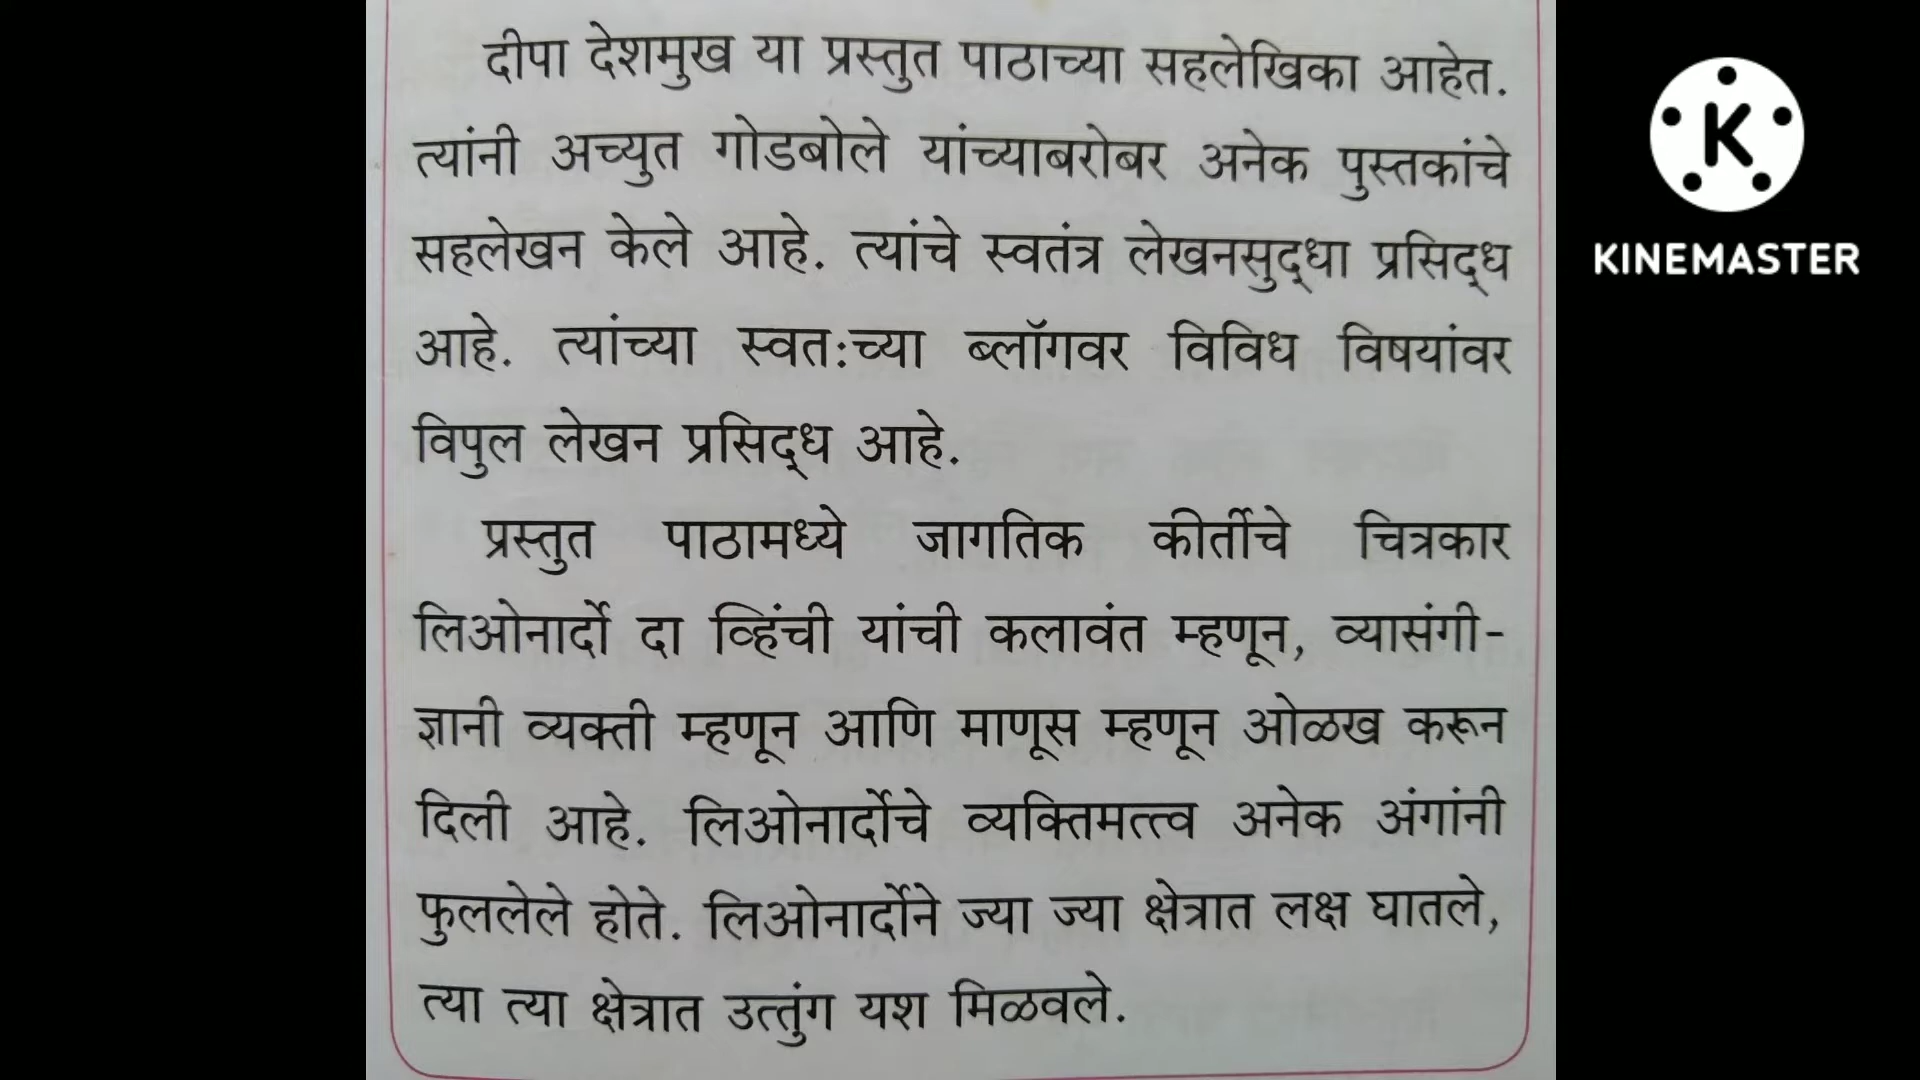 दीपा देशमुख या प्रस्तुत पाठाच्या सहलेखिका आहेत.
त्यांनी अच्युत गोडबोले यांच्याबरोबर अनेक पुस्तकांचे
सहलेखन केले आहे. त्यांचे स्वतंत्र लेखनसुद्धा प्रसिद्ध
आहे. त्यांच्या स्वतःच्या ब्लॉगवर विविध विषयांवर
विपुल लेखन प्रसिद्ध आहे.
प्रस्तुत पाठामध्ये जागतिक कीर्तीचे चित्रकार
लिओनार्दो दा व्हिंची यांची कलावंत म्हणून, व्यासंगी-
ज्ञानी व्यक्ती म्हणून आणि माणूस म्हणून ओळख करून
दिली आहे. लिओनार्दोचे व्यक्तिमत्त्व अनेक अंगांनी
फुललेले होते. लिओनार्दोने ज्या ज्या क्षेत्रात लक्ष घातले,
त्या त्या क्षेत्रात उत्तुंग यश मिळवले.
K
KINEMASTER